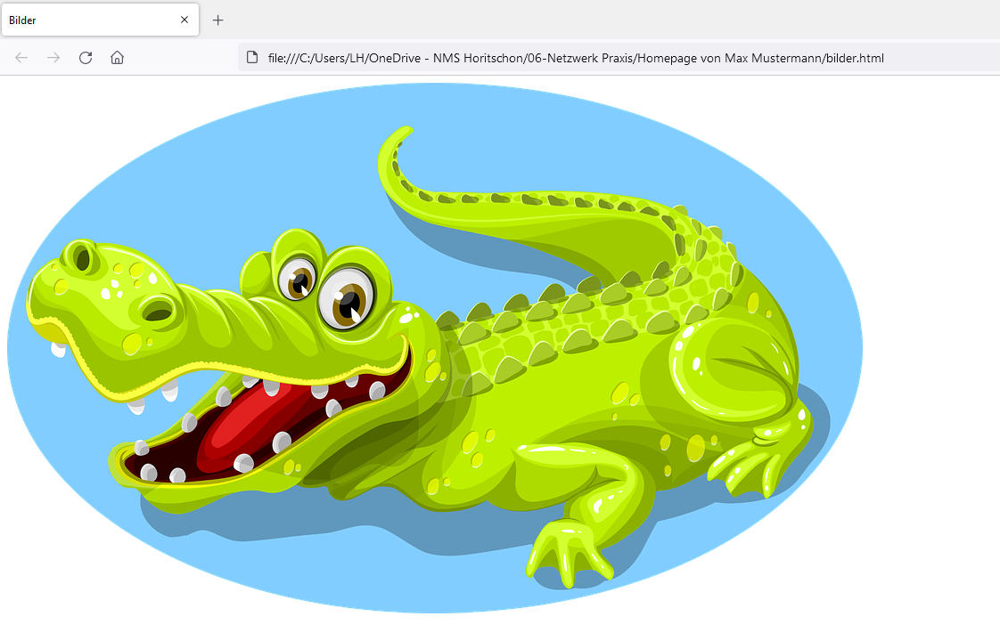 Bilder
file:///C:/Users/LH/OneDrive - NMS Horitschon/06-Netzwerk Praxis/Homepage von Max Mustermann/bilder.html